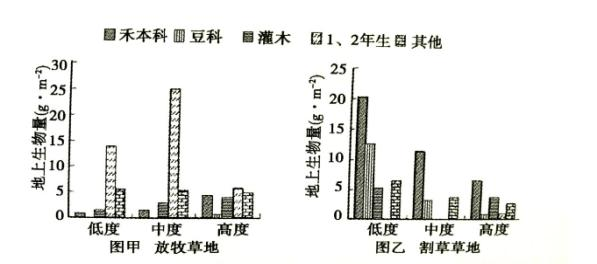 禾本科 豆科 灌木 1、2年生 其他
地上生物量(g·m⁻²)
30
25
20
15
10
5
0
低度 中度 高度
图甲 放牧草地
地上生物量(g·m⁻²)
25
20
15
10
5
0
低度 中度 高度
图乙 割草草地